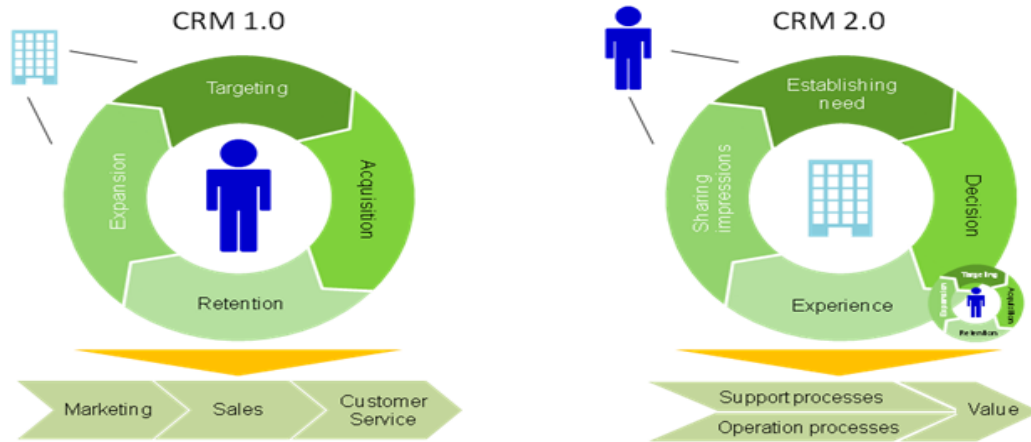 CRM 1.0
Targeting
Acquisition
Retention
Expansion
Marketing
Sales
Customer
Service
CRM 2.0
Establishing
need
Decision
Experience
Sharing
impressions
Targeting
Acquisition
Retention
Expansion
Support processes
Operation processes
Value